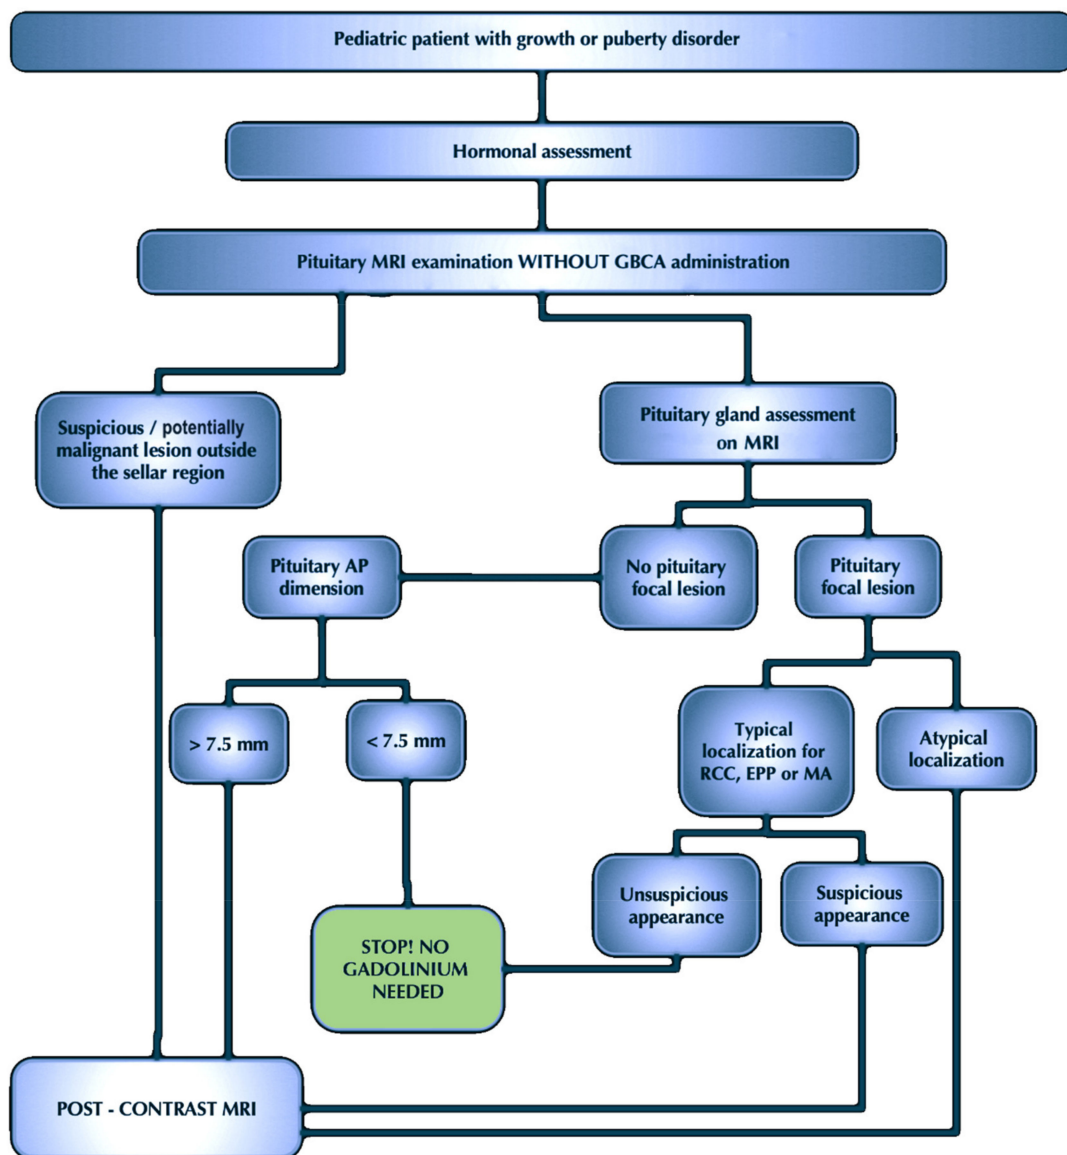 Pediatric patient with growth or puberty disorder
Hormonal assessment
Pituitary MRI examination WITHOUT GBCA administration
Suspicious / potentially
malignant lesion outside
the sellar region
Pituitary gland assessment
on MRI
Pituitary AP
dimension
No pituitary
focal lesion
Pituitary
focal lesion
> 7.5 mm
< 7.5 mm
Typical
localization for
RCC, EPP or MA
Atypical
localization
Unsuspicious
appearance
Suspicious
appearance
STOP! NO
GADOLINIUM
NEEDED
POST - CONTRAST MRI